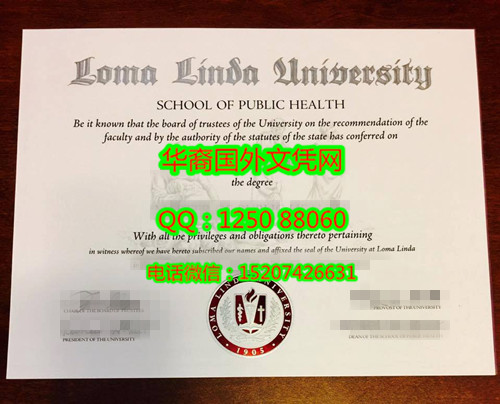 Loma Linda University
SCHOOL OF PUBLIC HEALTH
Be it known that the board of trustees of the University on the recommendation of the
faculty and by the authority of the statutes of the state has conferred on
华裔国外文凭网
the degree
QQ：1250 88060
With all the privileges and obligations thereto pertaining
in witness whereof we have hereto subscribed our names and affixed the seal of the University at Loma Linda
电话微信：15207426631
PROVOST OF THE UNIVERSITY
PRESIDENT OF THE UNIVERSITY
LOMA LINDA UNIVERSITY
1905